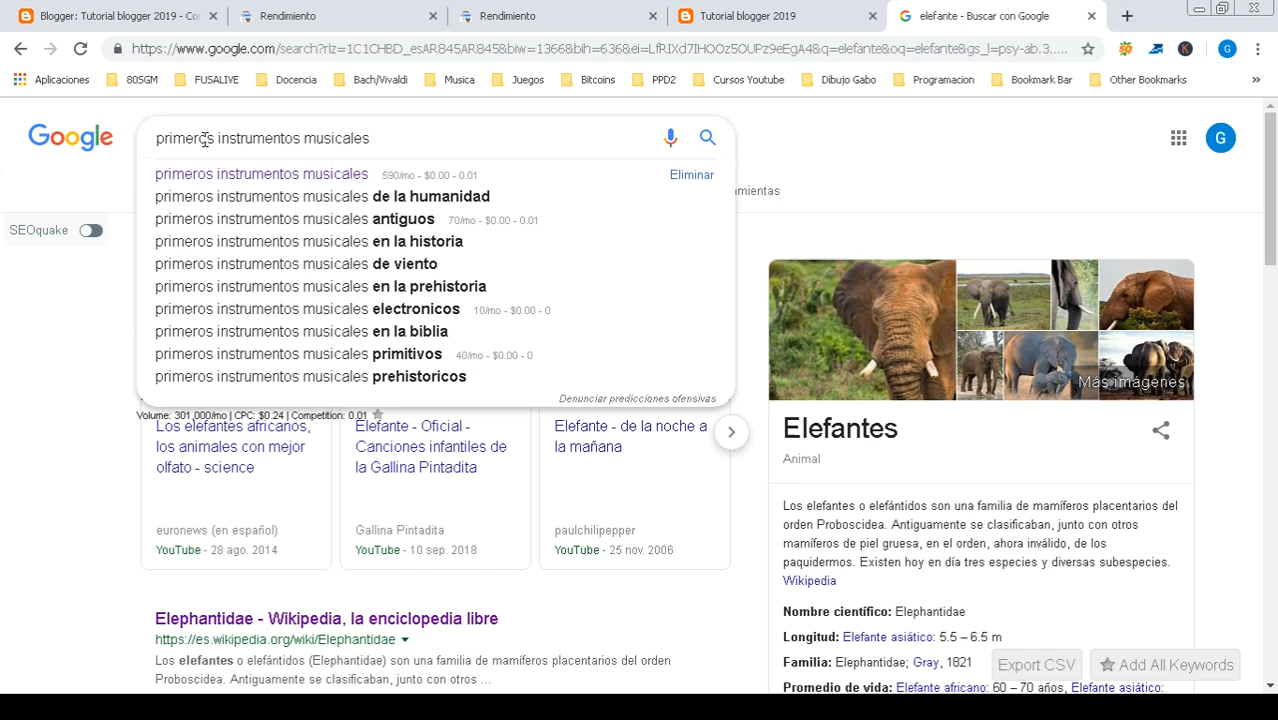 Blogger: Tutorial blogger 2019 - Co
Rendimiento
Rendimiento
Tutorial blogger 2019
elefante - Buscar con Google
https://www.google.com/search?rlz=1C1CHBD_esAR845AR845&biw=1366&bih=636&ei=LfRIXd7IHOOz5OUPz9eEgA4&q=elefante&oq=elefante&gs_l=psy-ab.3.....
Aplicaciones
80SGM
FUSALIVE
Docencia
Bach/Vivaldi
Musica
Juegos
Bitcoins
PPD2
Cursos Youtube
Dibujo Gabo
Programacion
Bookmark Bar
Other Bookmarks
Google
primeros instrumentos musicales
G
primeros instrumentos musicales 590/mo - $0.00 - 0.01
Eliminar
primeros instrumentos musicales de la humanidad
mientas
primeros instrumentos musicales antiguos 70/mo - $0.00 - 0.01
SEOquake
primeros instrumentos musicales en la historia
primeros instrumentos musicales de viento
primeros instrumentos musicales en la prehistoria
primeros instrumentos musicales electronicos 10/mo - $0.00 - 0
primeros instrumentos musicales en la biblia
primeros instrumentos musicales primitivos 40/mo - $0.00 - 0
primeros instrumentos musicales prehistoricos
Denunciar predicciones ofensivas
Volume: 301,000/mo | CPC: $0.24 | Competition: 0.01
Los elefantes africanos,
los animales con mejor
olfato - science
euronews (en español)
YouTube - 28 ago. 2014
Elefante - Oficial -
Canciones infantiles de
la Gallina Pintadita
Gallina Pintadita
YouTube - 10 sep. 2018
Elefante - de la noche a
la mañana
paulchilipepper
YouTube - 25 nov. 2006
Elephantidae - Wikipedia, la enciclopedia libre
https://es.wikipedia.org/wiki/Elephantidae
Los elefantes o elefántidos (Elephantidae) son una familia de mamíferos placentarios del orden
Proboscidea. Antiguamente se clasificaban, junto con otros
Más imágenes
Elefantes
Animal
Los elefantes o elefántidos son una familia de mamíferos placentarios del
orden Proboscidea. Antiguamente se clasificaban, junto con otros
mamíferos de piel gruesa, en el orden, ahora inválido, de los
paquidermos. Existen hoy en día tres especies y diversas subespecies.
Wikipedia
Nombre científico: Elephantidae
Longitud: Elefante asiático: 5.5 – 6.5 m
Familia: Elephantidae; Gray, 1821
Promedio de vida: Elefante africano: 60 – 70 años, Elefante asiático:
Export CSV
Add All Keywords